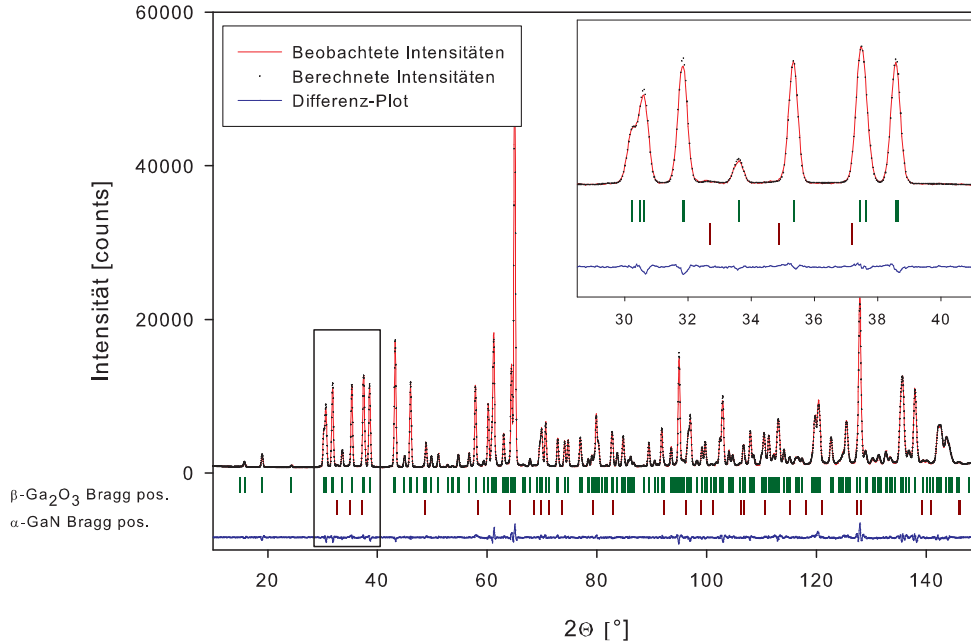 60000
40000
20000
0
Intensität [counts]
Beobachtete Intensitäten
Berechnete Intensitäten
Differenz-Plot
30 32 34 36 38 40
β-Ga₂O₃ Bragg pos.
α-GaN Bragg pos.
20 40 60 80 100 120 140
2Θ [°]